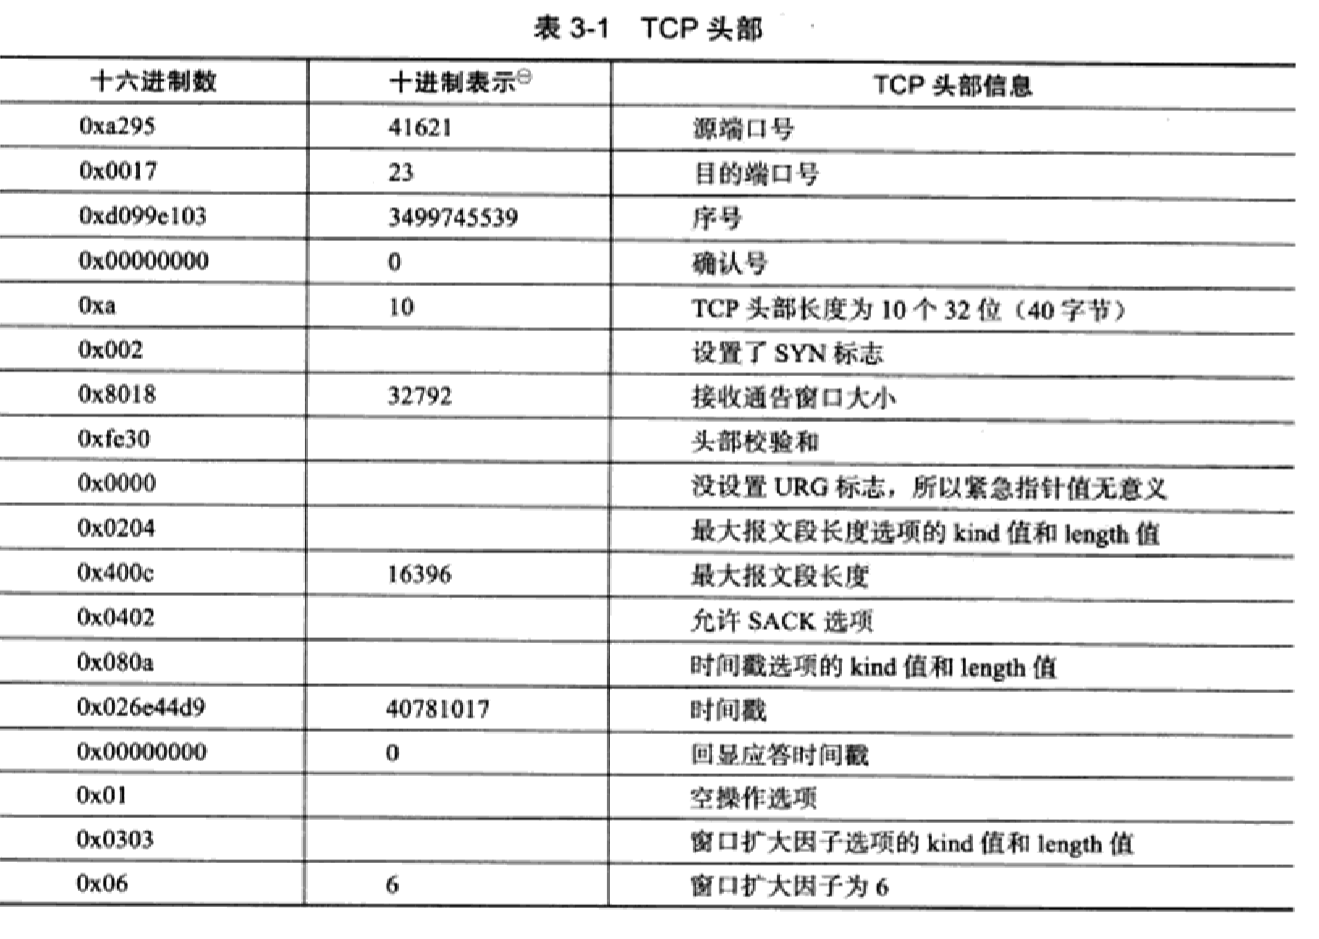 表 3-1 TCP 头部
十六进制数 十进制表示㊀ TCP 头部信息
0xa295 41621 源端口号
0x0017 23 目的端口号
0xd099e103 3499745539 序号
0x00000000 0 确认号
0xa 10 TCP 头部长度为 10 个 32 位（40 字节）
0x002 设置了 SYN 标志
0x8018 32792 接收通告窗口大小
0xfe30 头部校验和
0x0000 没设置 URG 标志，所以紧急指针值无意义
0x0204 最大报文段长度选项的 kind 值和 length 值
0x400c 16396 最大报文段长度
0x0402 允许 SACK 选项
0x080a 时间戳选项的 kind 值和 length 值
0x026e44d9 40781017 时间戳
0x00000000 0 回显应答时间戳
0x01 空操作选项
0x0303 窗口扩大因子选项的 kind 值和 length 值
0x06 6 窗口扩大因子为 6